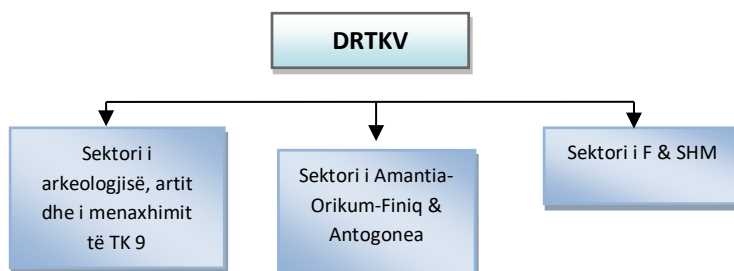 DRTKV
Sektori i
arkeologjisë, artit
dhe i menaxhimit
të TK 9
Sektori i Amantia-
Orikum-Finiq &
Antogonea
Sektori i F & SHM